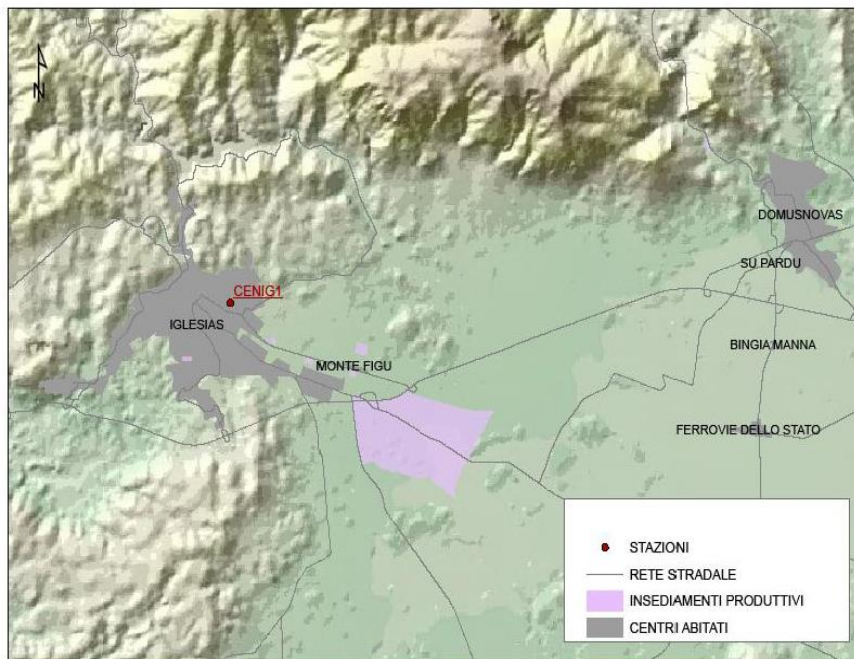 N
DOMUSNOVAS
SU PARDU
CENIG1
IGLESIAS
BINGIA MANNA
MONTE FIGU
FERROVIE DELLO STATO
STAZIONI
RETE STRADALE
INSEDIAMENTI PRODUTTIVI
CENTRI ABITATI